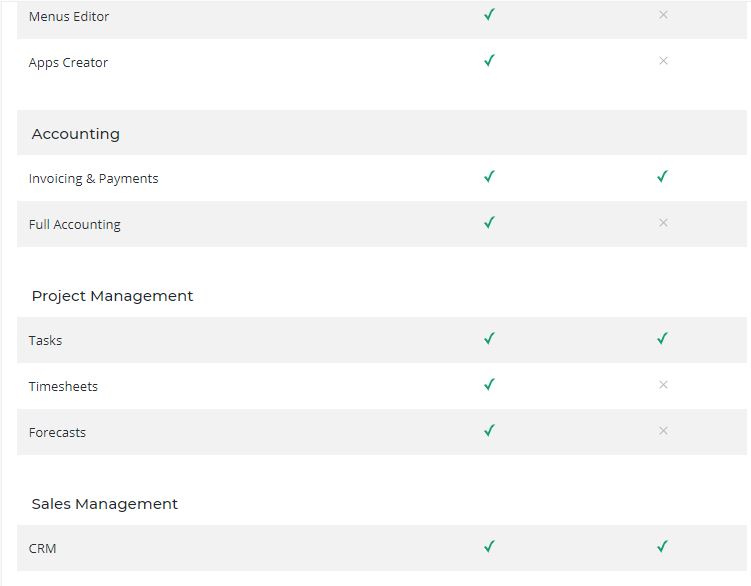 Menus Editor ✓ ×
Apps Creator ✓ ×
Accounting
Invoicing & Payments ✓ ✓
Full Accounting ✓ ×
Project Management
Tasks ✓ ✓
Timesheets ✓ ×
Forecasts ✓ ×
Sales Management
CRM ✓ ✓